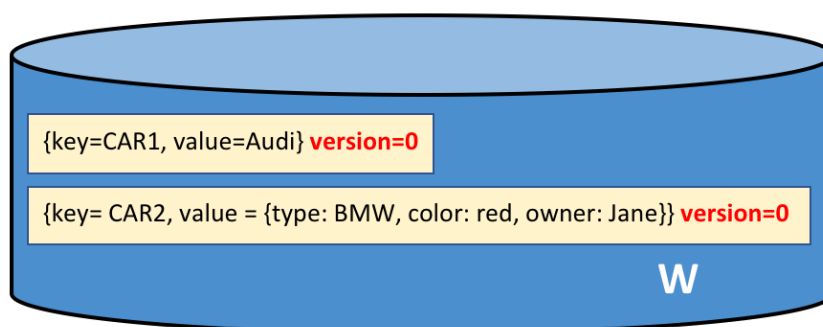 {key=CAR1, value=Audi} version=0
{key= CAR2, value = {type: BMW, color: red, owner: Jane}} version=0
W